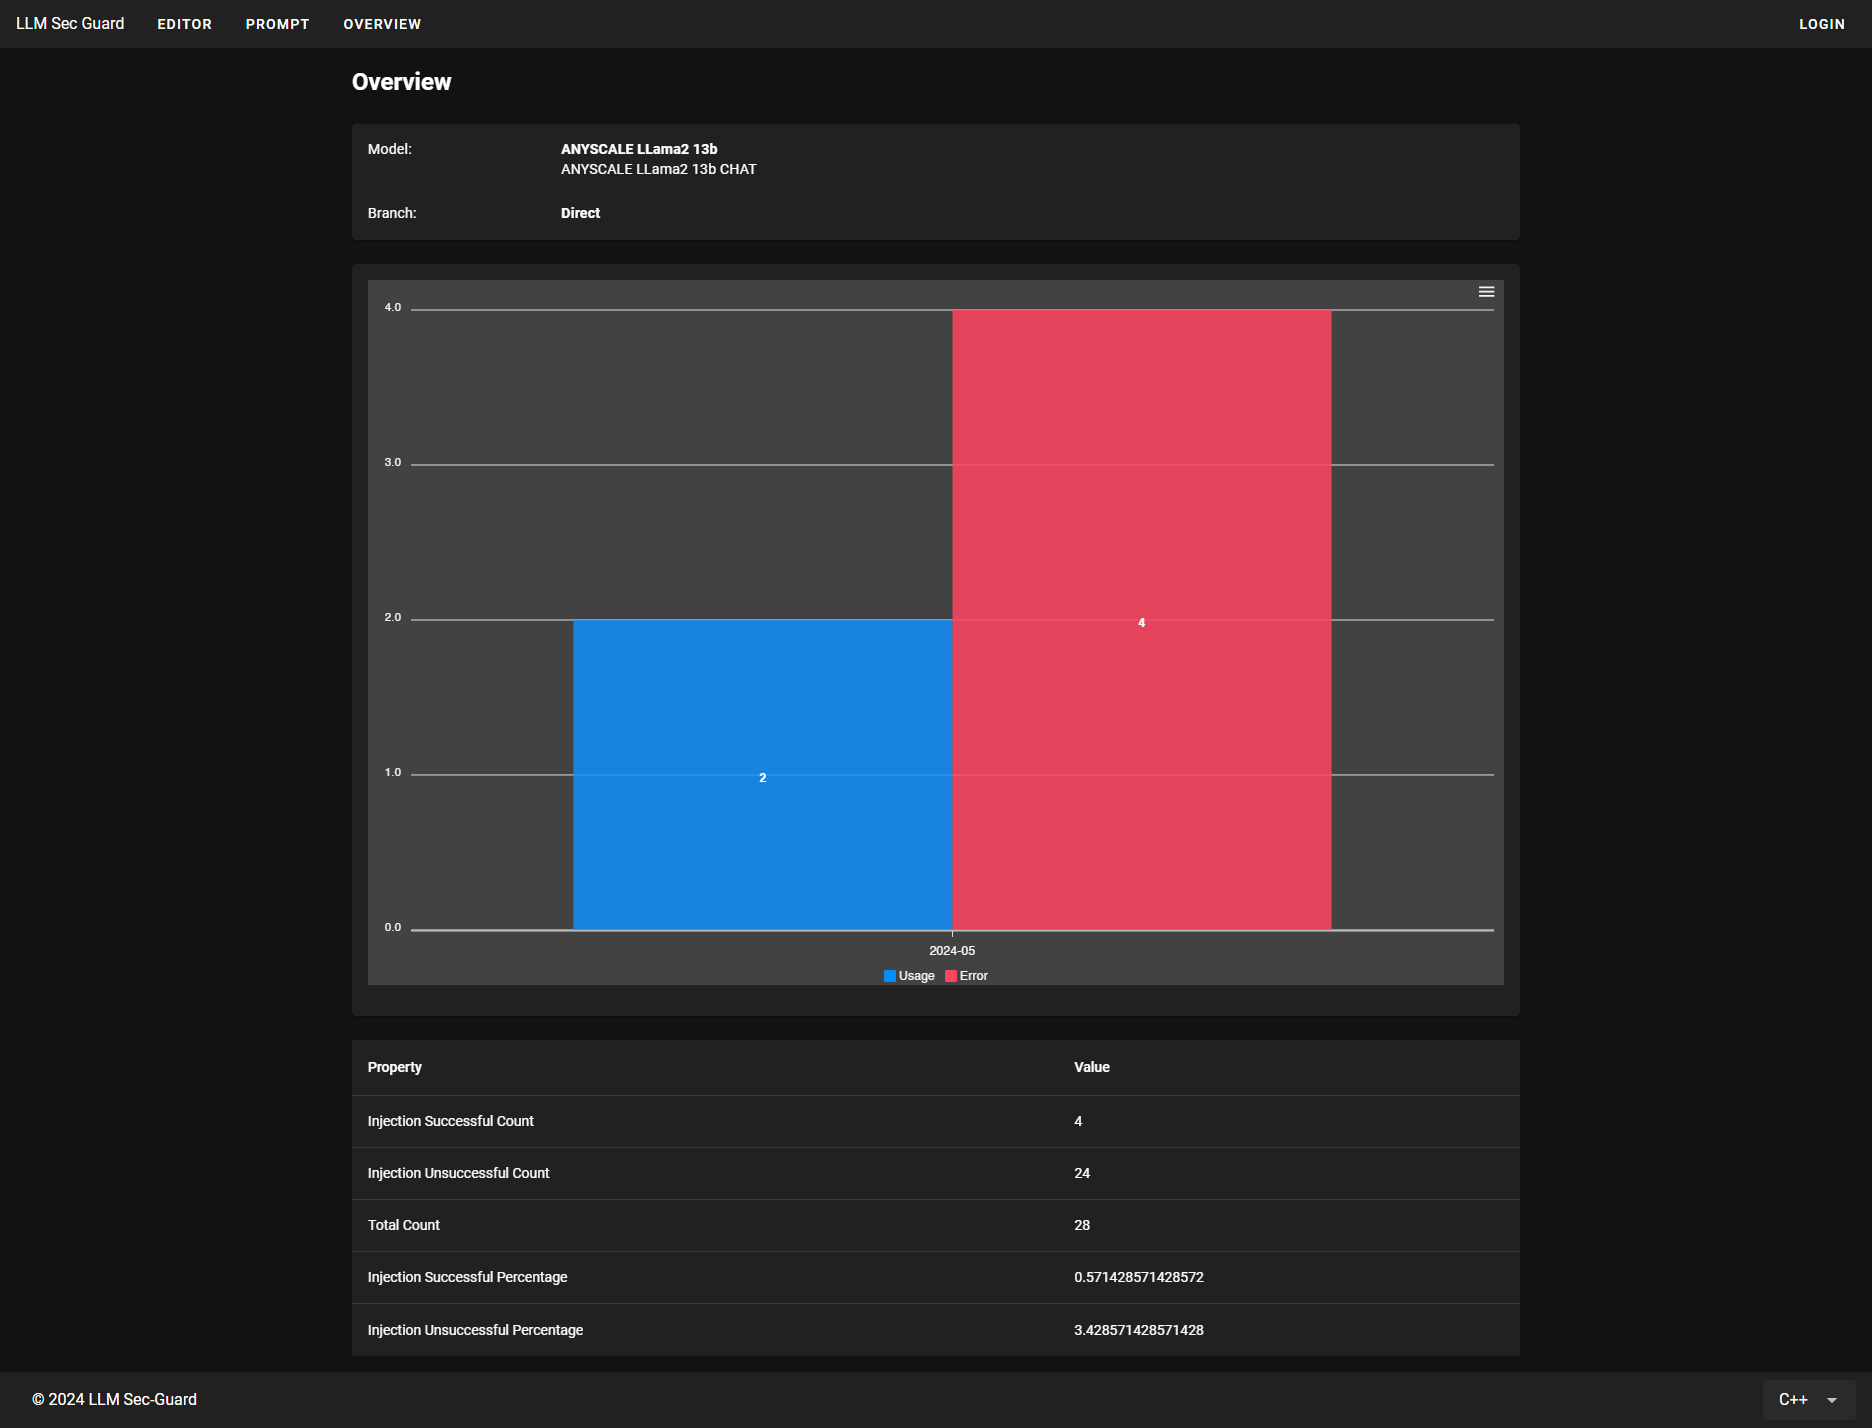 LLM Sec Guard EDITOR PROMPT OVERVIEW LOGIN
Overview
Model: ANYSCALE LLama2 13b
ANYSCALE LLama2 13b CHAT
Branch: Direct
4.0
3.0
2.0
4
1.0
2
0.0
2024-05
Usage Error
Property Value
Injection Successful Count 4
Injection Unsuccessful Count 24
Total Count 28
Injection Successful Percentage 0.571428571428572
Injection Unsuccessful Percentage 3.428571428571428
© 2024 LLM Sec-Guard C++